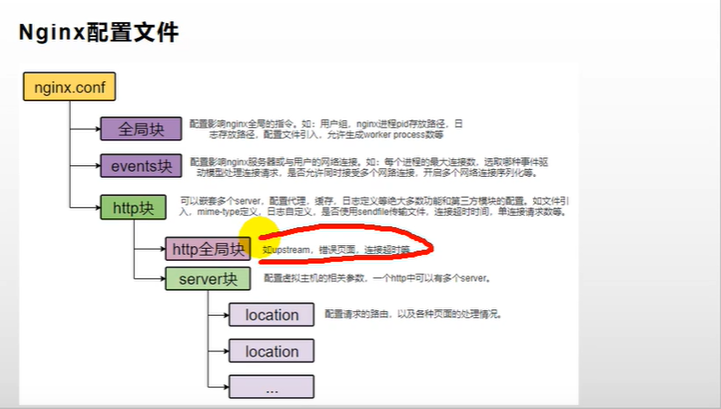 Nginx配置文件
nginx.conf
全局块
配置影响nginx全局的指令。如：用户组，nginx进程pid存放路径，日
志存放路径，配置文件引入，允许生成worker process数等
events块
配置影响nginx服务器或与用户的网络连接。如：每个进程的最大连接数，选取哪种事件驱
动模型处理连接请求，是否允许同时接受多个网路连接，开启多个网络连接序列化等。
http块
可以嵌套多个server，配置代理，缓存，日志定义等绝大多数功能和第三方模块的配置。如文件引
入，mime-type定义，日志自定义，是否使用sendfile传输文件，连接超时时间，单连接请求数等。
http全局块
如upstream，错误页面，连接超时等
server块
配置虚拟主机的相关参数，一个http中可以有多个server。
location
配置请求的路由，以及各种页面的处理情况。
location
...